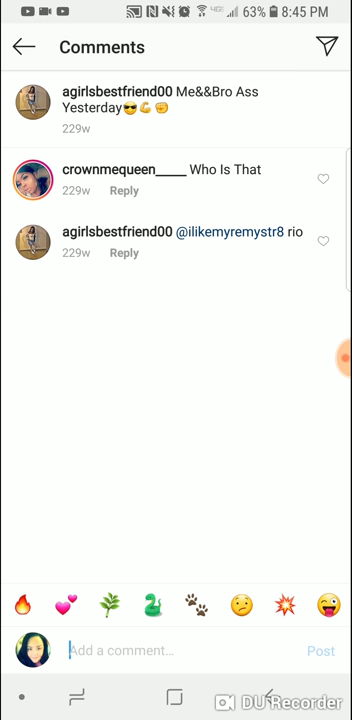 63% 8:45 PM
Comments
agirlsbestfriend00 Me&&Bro Ass
Yesterday😎💪✊
229w
crownmequeen_____ Who Is That
229w Reply
agirlsbestfriend00 @ilikemyremystr8 rio
229w Reply
Add a comment... Post
DU Recorder